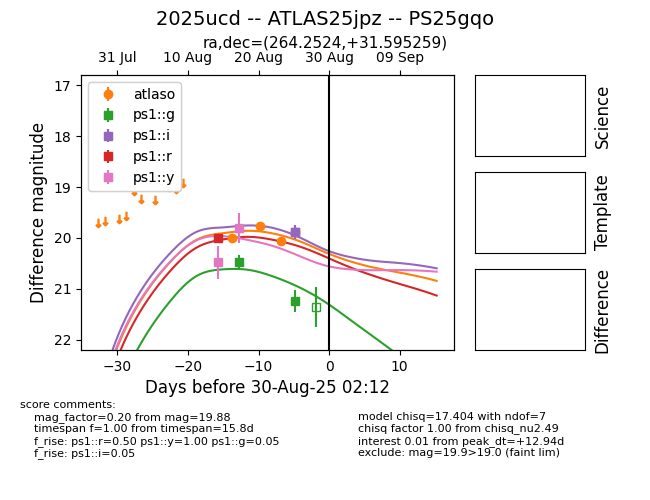 2025ucd -- ATLAS25jpz -- PS25gqo
ra,dec=(264.2524,+31.595259)
31 Jul 10 Aug 20 Aug 30 Aug 09 Sep
17
18
19
20
21
22
Difference magnitude
atlaso
ps1::g
ps1::i
ps1::r
ps1::y
−30 −20 −10 0 10
Days before 30-Aug-25 02:12
Science
Template
Difference
score comments:
mag_factor=0.20 from mag=19.88
timespan f=1.00 from timespan=15.8d
f_rise: ps1::r=0.50 ps1::y=1.00 ps1::g=0.05
f_rise: ps1::i=0.05
model chisq=17.404 with ndof=7
chisq factor 1.00 from chisq_nu2.49
interest 0.01 from peak_dt=+12.94d
exclude: mag=19.9>19.0 (faint lim)